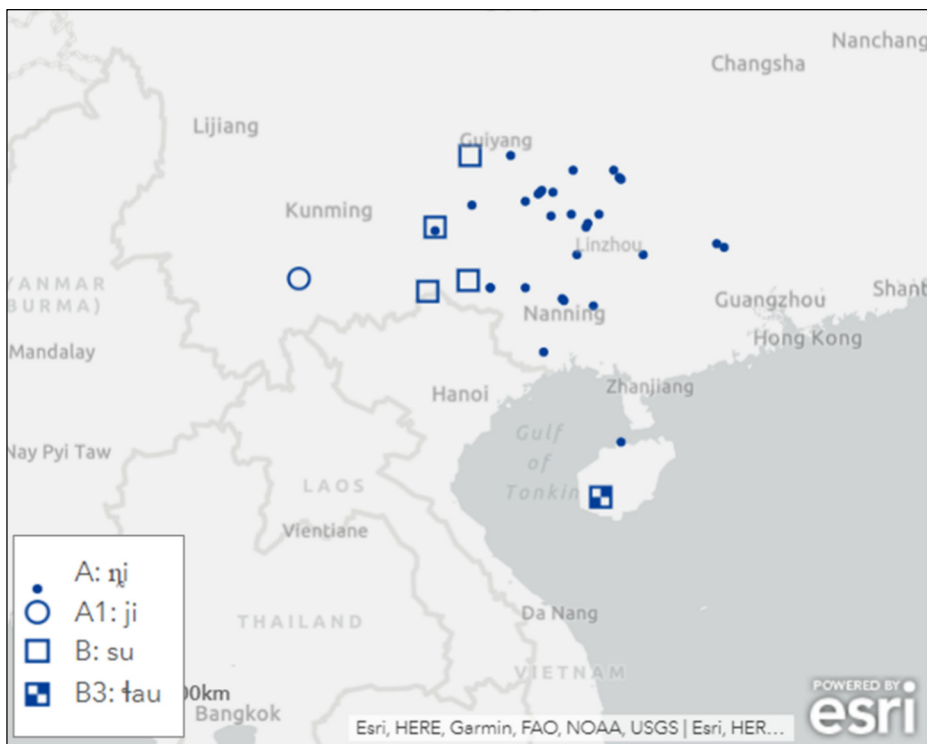 Nanchang
Changsha
Lijiang
Guiyang
Kunming
Linzhou
YANMAR
(BURMA)
Guangzhou
Shant
Nanning
Hong Kong
Mandalay
Hanoi
Zhanjiang
Gulf
of
Tonkin
Nay Pyi Taw
LAOS
Vientiane
Da Nang
THAILAND
VIETNAM
A: ȵi
A1: ji
B: su
B3: ɬau
00km
Bangkok
POWERED BY
esri
Esri, HERE, Garmin, FAO, NOAA, USGS | Esri, HER...